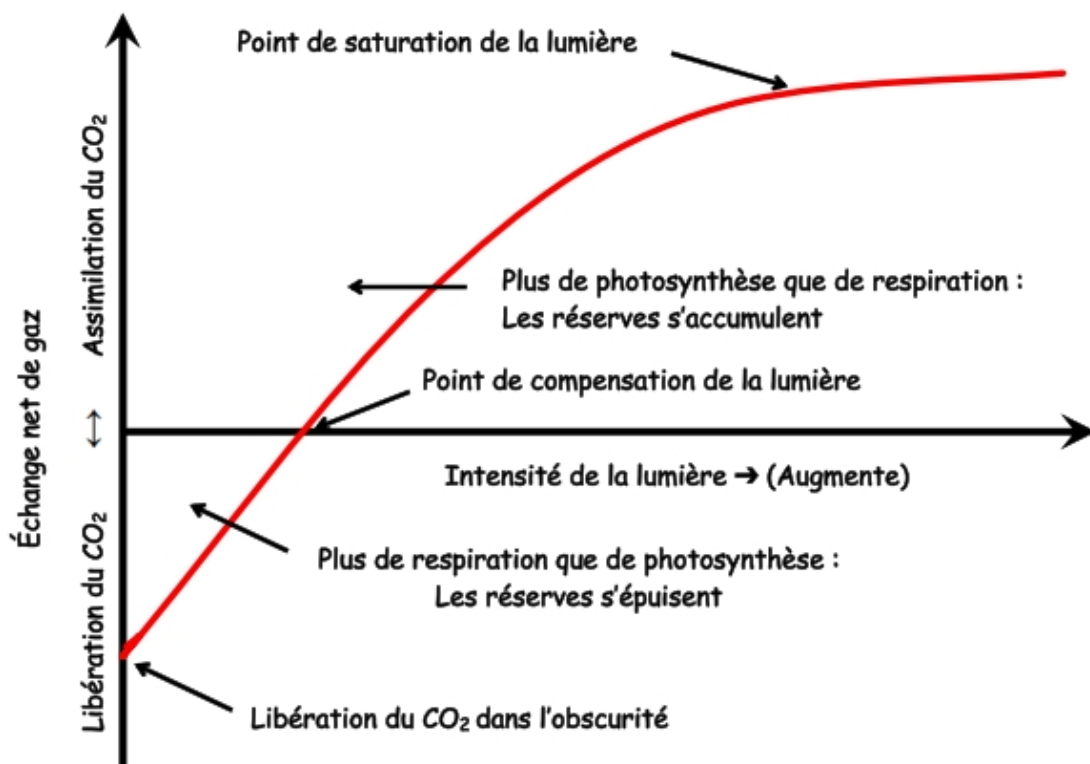 Point de saturation de la lumière
Assimilation du CO₂
Plus de photosynthèse que de respiration :
Les réserves s'accumulent
Point de compensation de la lumière
Échange net de gaz
↔
Intensité de la lumière ➔ (Augmente)
Libération du CO₂
Plus de respiration que de photosynthèse :
Les réserves s'épuisent
Libération du CO₂ dans l'obscurité